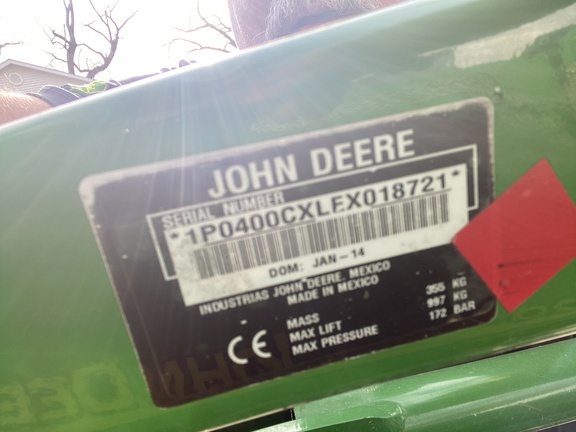 JOHN DEERE
SERIAL NUMBER
*1P0400CXLEX018721*
DOM: JAN-14
INDUSTRIAS JOHN DEERE, MEXICO
MADE IN MEXICO
MASS 355 KG
MAX LIFT 997 KG
MAX PRESSURE 172 BAR
CE